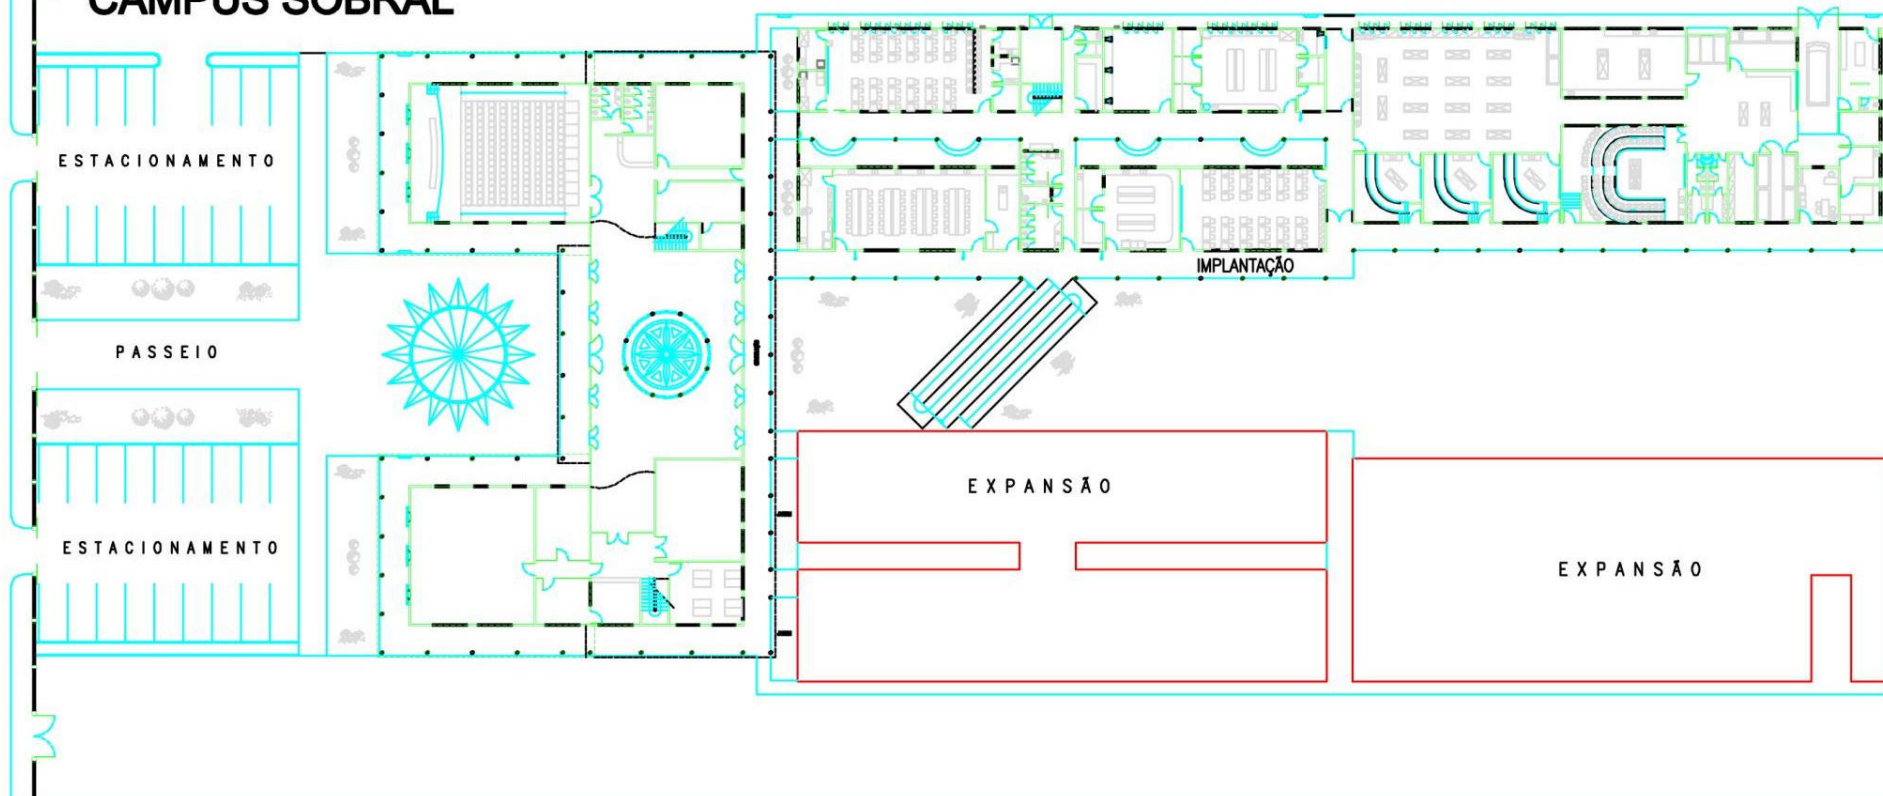 CAMPUS SOBRAL
ESTACIONAMENTO
IMPLANTAÇÃO
PASSEIO
EXPANSÃO
ESTACIONAMENTO
EXPANSÃO